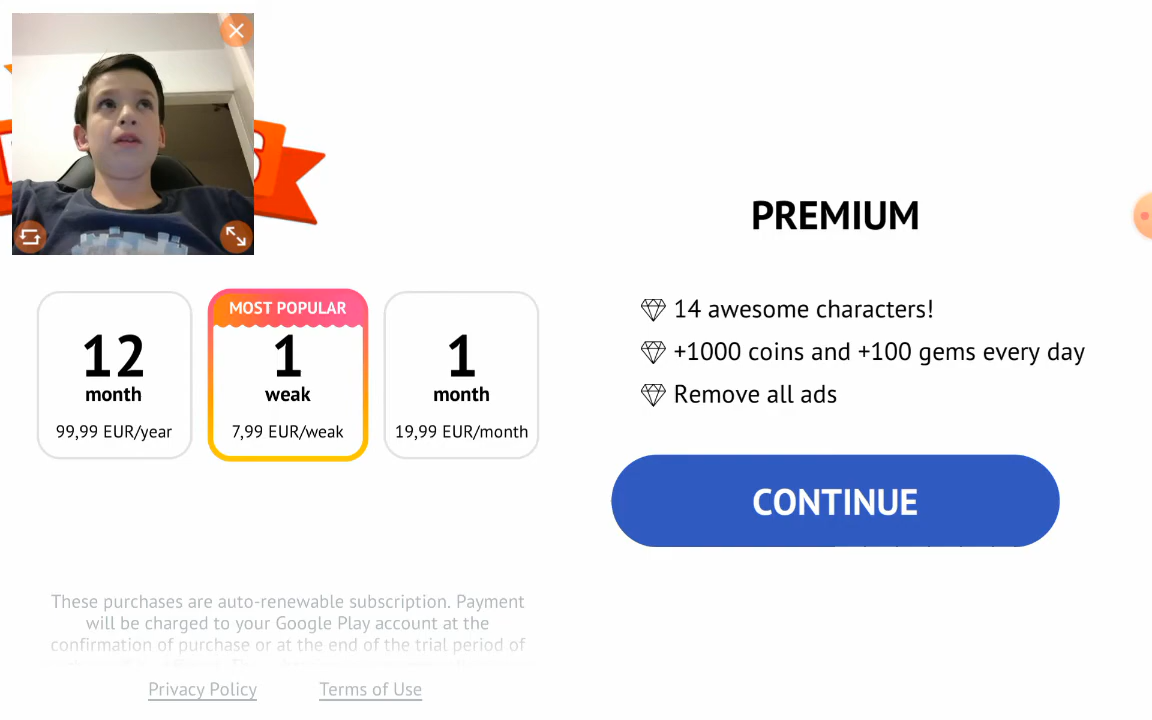 PREMIUM
14 awesome characters!
+1000 coins and +100 gems every day
Remove all ads
MOST POPULAR
12
month
99,99 EUR/year
1
weak
7,99 EUR/weak
1
month
19,99 EUR/month
CONTINUE
These purchases are auto-renewable subscription. Payment
will be charged to your Google Play account at the
confirmation of purchase or at the end of the trial period of
Privacy Policy
Terms of Use